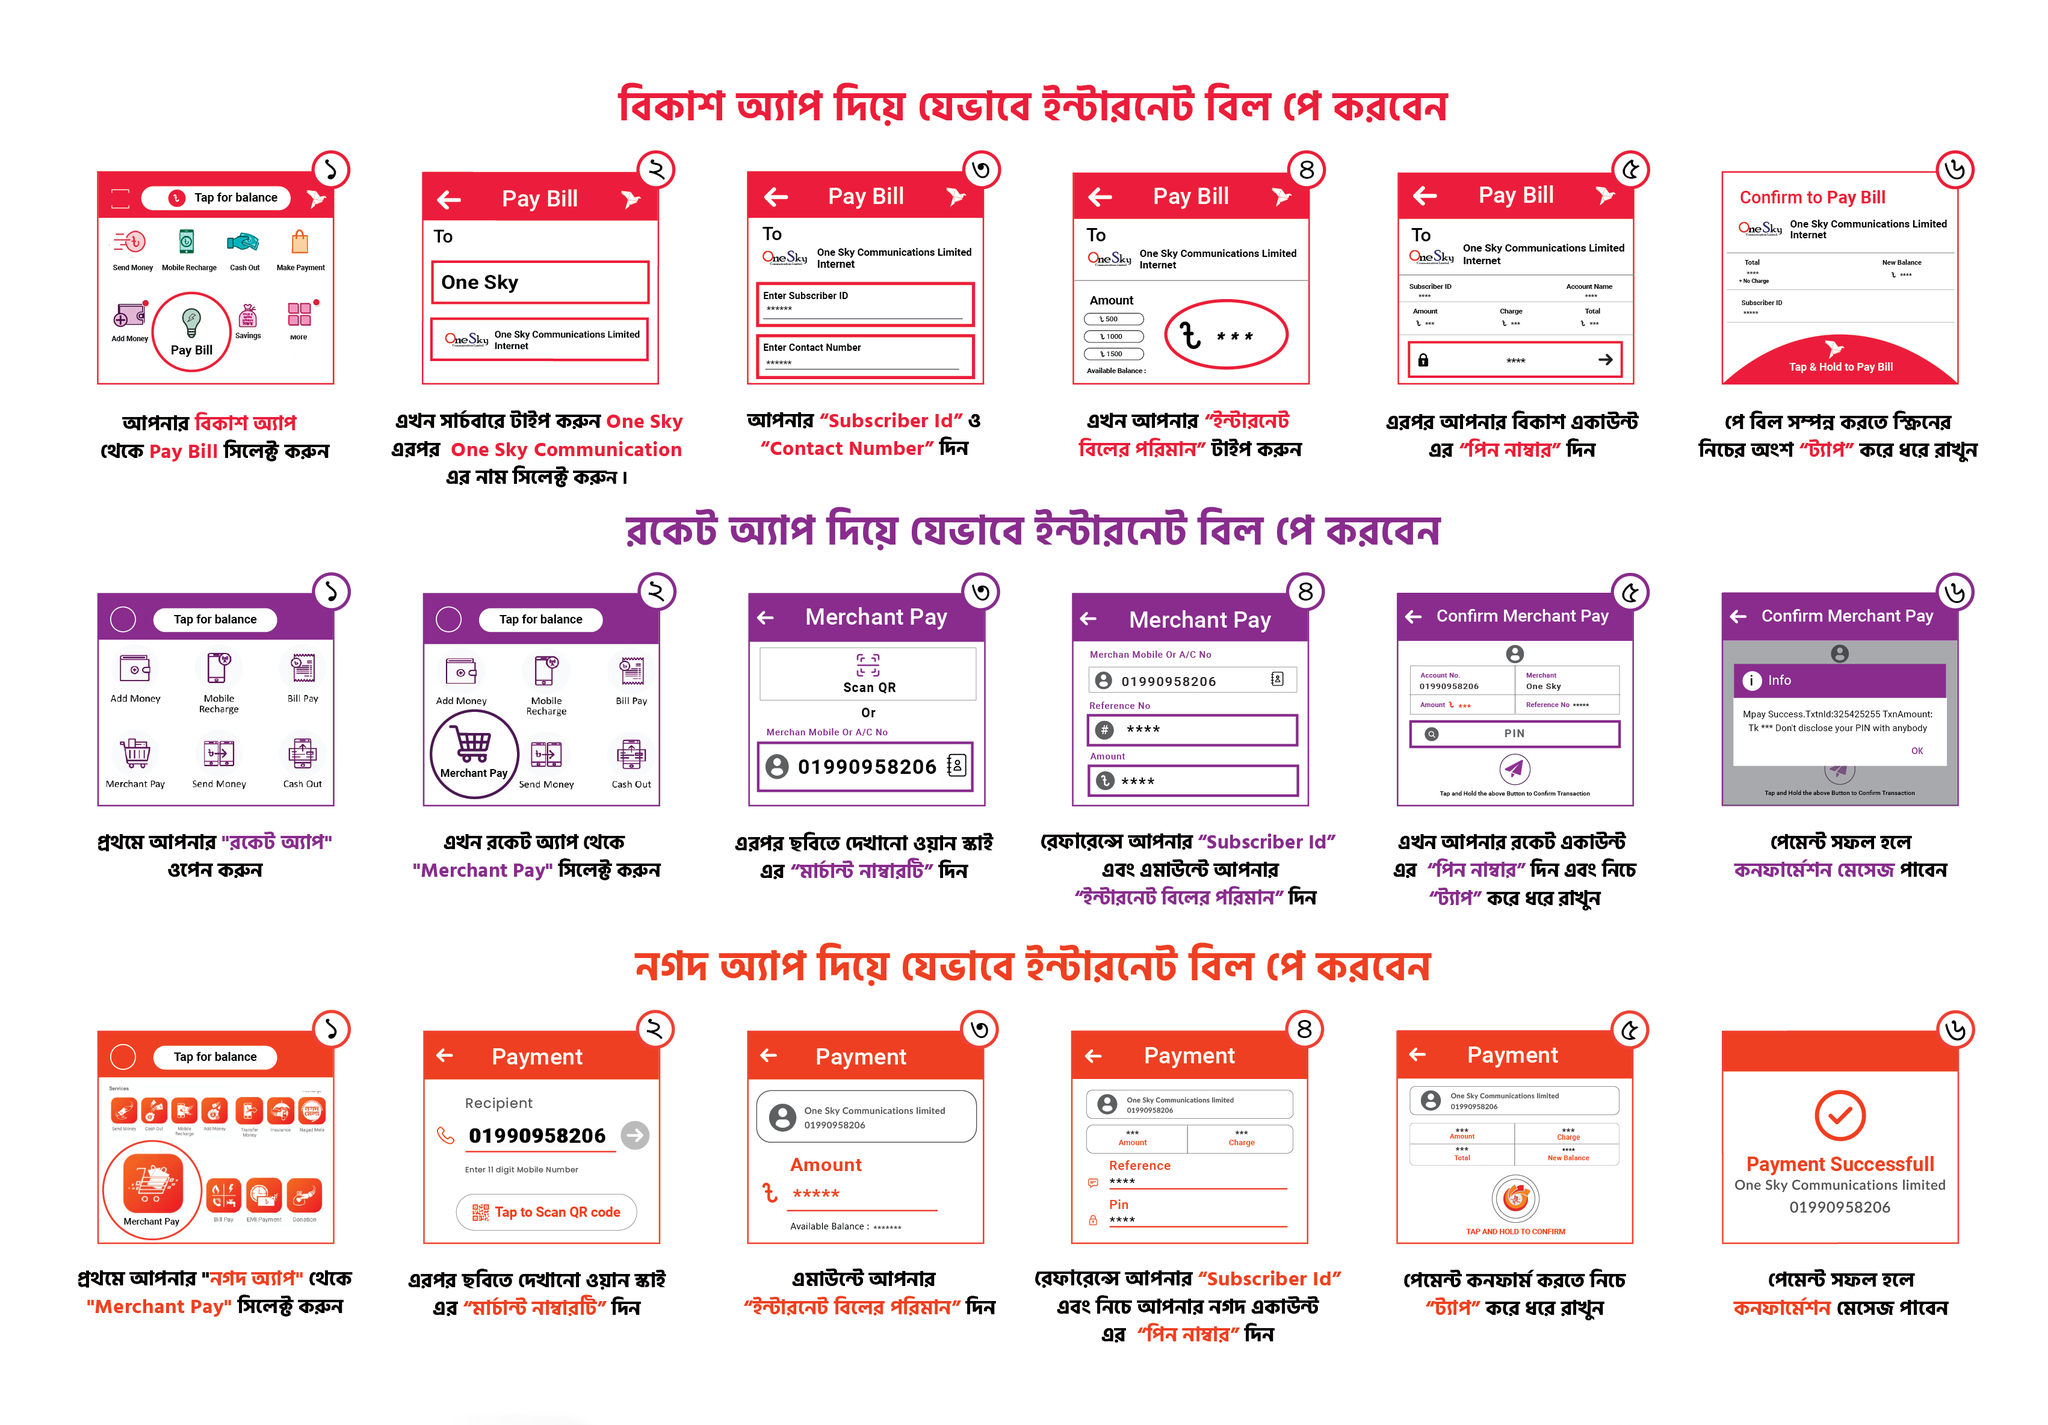 বিকাশ অ্যাপ দিয়ে যেভাবে ইন্টারনেট বিল পে করবেন
১
Tap for balance
Send Money
Mobile Recharge
Cash Out
Make Payment
Add Money
Pay Bill
Savings
More
আপনার বিকাশ অ্যাপ
থেকে Pay Bill সিলেক্ট করুন
২
Pay Bill
To
One Sky
OneSky
One Sky Communications Limited
Internet
এখন সার্চবারে টাইপ করুন One Sky
এরপর One Sky Communication
এর নাম সিলেক্ট করুন।
৩
Pay Bill
To
OneSky
One Sky Communications Limited
Internet
Enter Subscriber ID
******
Enter Contact Number
******
আপনার “Subscriber Id” ও
“Contact Number” দিন
৪
Pay Bill
To
OneSky
One Sky Communications Limited
Internet
Amount
৳ 500
৳ 1000
৳ 1500
৳ ***
Available Balance :
এখন আপনার “ইন্টারনেট
বিলের পরিমান” টাইপ করুন
৫
Pay Bill
To
OneSky
One Sky Communications Limited
Internet
Subscriber ID
****
Account Name
****
Amount
৳ ***
Charge
৳ ***
Total
৳ ***
****
এরপর আপনার বিকাশ একাউন্ট
এর “পিন নাম্বার” দিন
৬
Confirm to Pay Bill
OneSky
One Sky Communications Limited
Internet
Total
****
+ No Charge
New Balance
৳ ****
Subscriber ID
*****
Tap & Hold to Pay Bill
পে বিল সম্পন্ন করতে স্ক্রিনের
নিচের অংশ “ট্যাপ” করে ধরে রাখুন
রকেট অ্যাপ দিয়ে যেভাবে ইন্টারনেট বিল পে করবেন
১
Tap for balance
Add Money
Mobile
Recharge
Bill Pay
Merchant Pay
Send Money
Cash Out
প্রথমে আপনার "রকেট অ্যাপ"
ওপেন করুন
২
Tap for balance
Add Money
Mobile
Recharge
Bill Pay
Merchant Pay
Send Money
Cash Out
এখন রকেট অ্যাপ থেকে
"Merchant Pay" সিলেক্ট করুন
৩
Merchant Pay
Scan QR
Or
Merchan Mobile Or A/C No
01990958206
এরপর ছবিতে দেখানো ওয়ান স্কাই
এর “মার্চান্ট নাম্বারটি” দিন
৪
Merchant Pay
Merchan Mobile Or A/C No
01990958206
Reference No
# ****
Amount
৳ ****
রেফারেন্সে আপনার “Subscriber Id”
এবং এমাউন্টে আপনার
“ইন্টারনেট বিলের পরিমান” দিন
৫
Confirm Merchant Pay
Account No.
01990958206
Merchant
One Sky
Amount ৳ ***
Reference No *****
PIN
Tap and Hold the above Button to Confirm Transaction
এখন আপনার রকেট একাউন্ট
এর “পিন নাম্বার” দিন এবং নিচে
“ট্যাপ” করে ধরে রাখুন
৬
Confirm Merchant Pay
i Info
Mpay Success.TxtnId:325425255 TxnAmount:
Tk *** Don't disclose your PIN with anybody
OK
Tap and Hold the above Button to Confirm Transaction
পেমেন্ট সফল হলে
কনফার্মেশন মেসেজ পাবেন
নগদ অ্যাপ দিয়ে যেভাবে ইন্টারনেট বিল পে করবেন
১
Tap for balance
Services
Send Money
Cash Out
Mobile
Recharge
Add Money
Transfer
Money
Insurance
Nagad Mela
Merchant Pay
Bill Pay
EMI Payment
Donation
প্রথমে আপনার "নগদ অ্যাপ" থেকে
"Merchant Pay" সিলেক্ট করুন
২
Payment
Recipient
01990958206
Enter 11 digit Mobile Number
Tap to Scan QR code
এরপর ছবিতে দেখানো ওয়ান স্কাই
এর “মার্চান্ট নাম্বারটি” দিন
৩
Payment
One Sky Communications limited
01990958206
Amount
৳ *****
Available Balance : *******
এমাউন্টে আপনার
“ইন্টারনেট বিলের পরিমান” দিন
৪
Payment
One Sky Communications limited
01990958206
***
Amount
***
Charge
Reference
****
Pin
****
রেফারেন্সে আপনার “Subscriber Id”
এবং নিচে আপনার নগদ একাউন্ট
এর “পিন নাম্বার” দিন
৫
Payment
One Sky Communications limited
01990958206
***
Amount
***
Charge
***
Total
****
New Balance
TAP AND HOLD TO CONFIRM
পেমেন্ট কনফার্ম করতে নিচে
“ট্যাপ” করে ধরে রাখুন
৬
Payment Successfull
One Sky Communications limited
01990958206
পেমেন্ট সফল হলে
কনফার্মেশন মেসেজ পাবেন